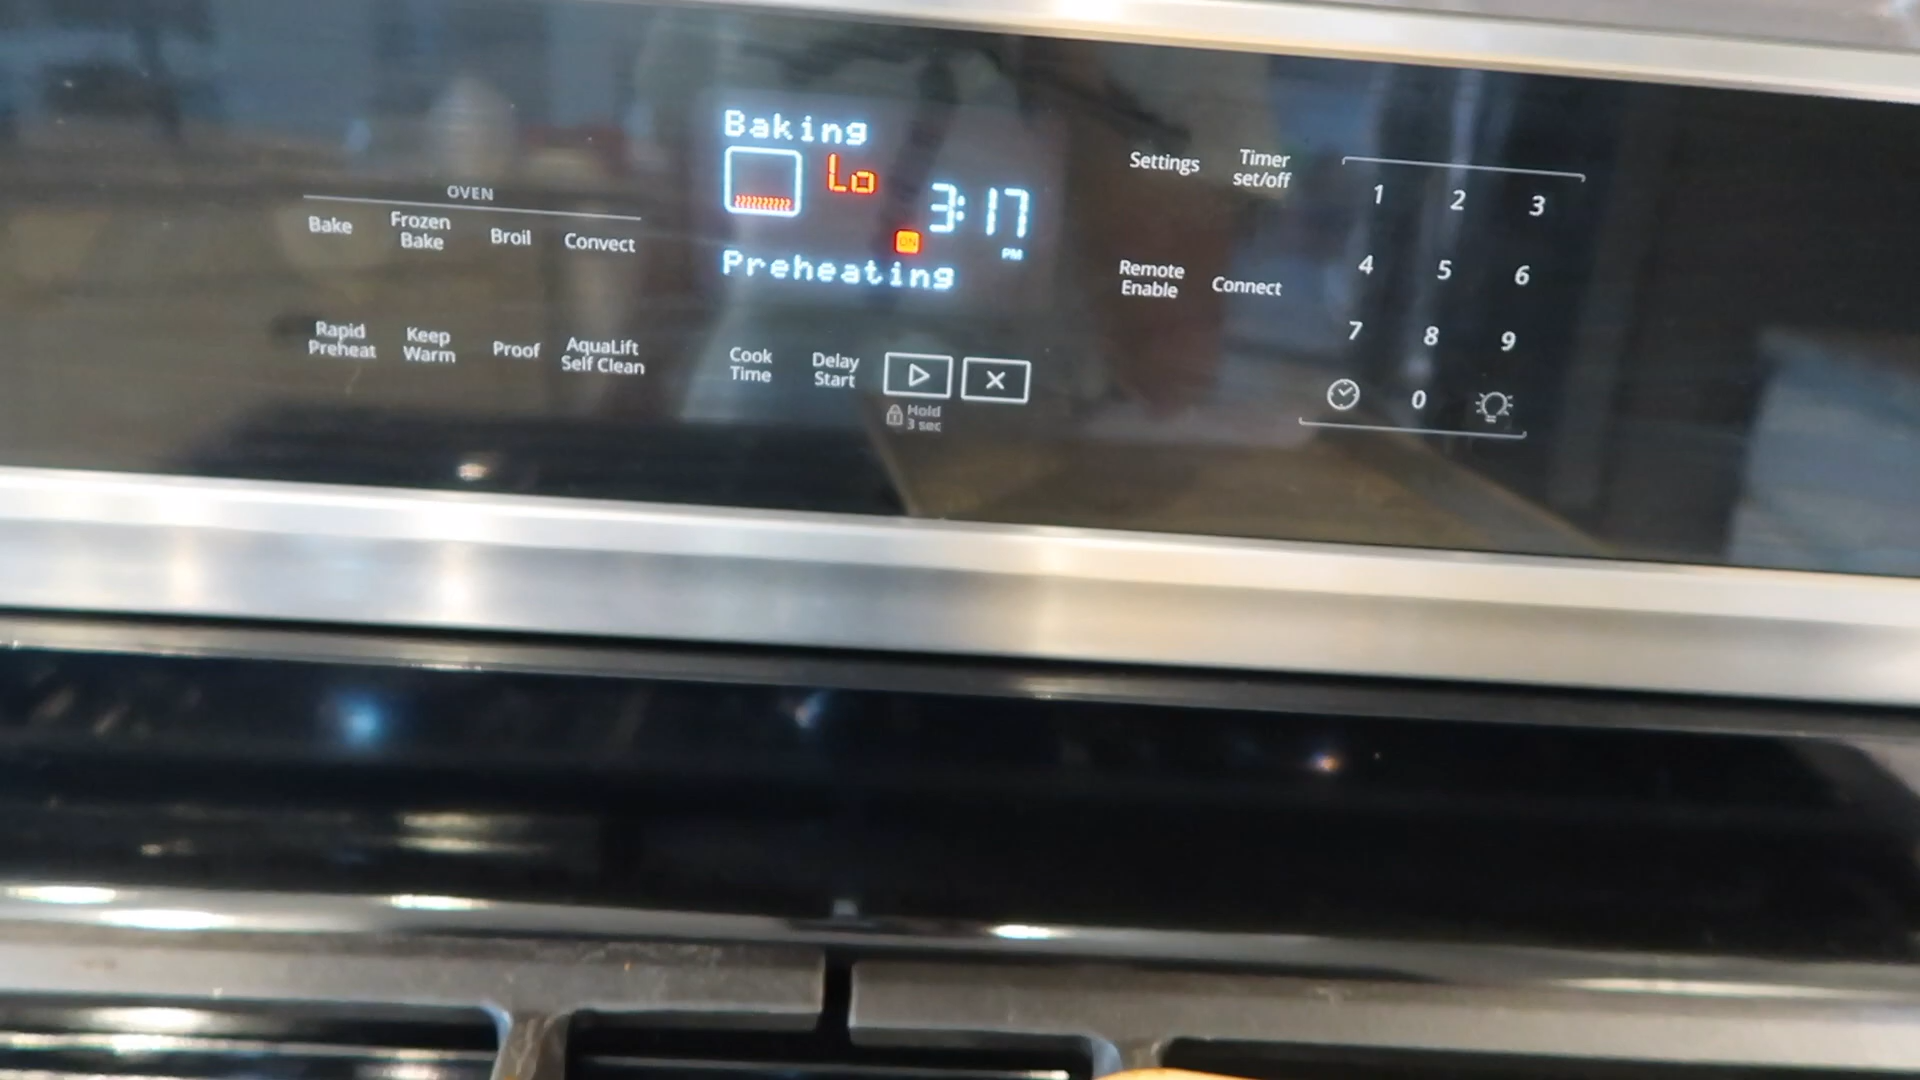 Baking
Lo
3:17
ON
PM
Preheating
OVEN
Bake
Frozen
Bake
Broil
Convect
Rapid
Preheat
Keep
Warm
Proof
AquaLift
Self Clean
Cook
Time
Delay
Start
Hold
3 sec
Settings
Timer
set/off
Remote
Enable
Connect
1 2 3
4 5 6
7 8 9
0